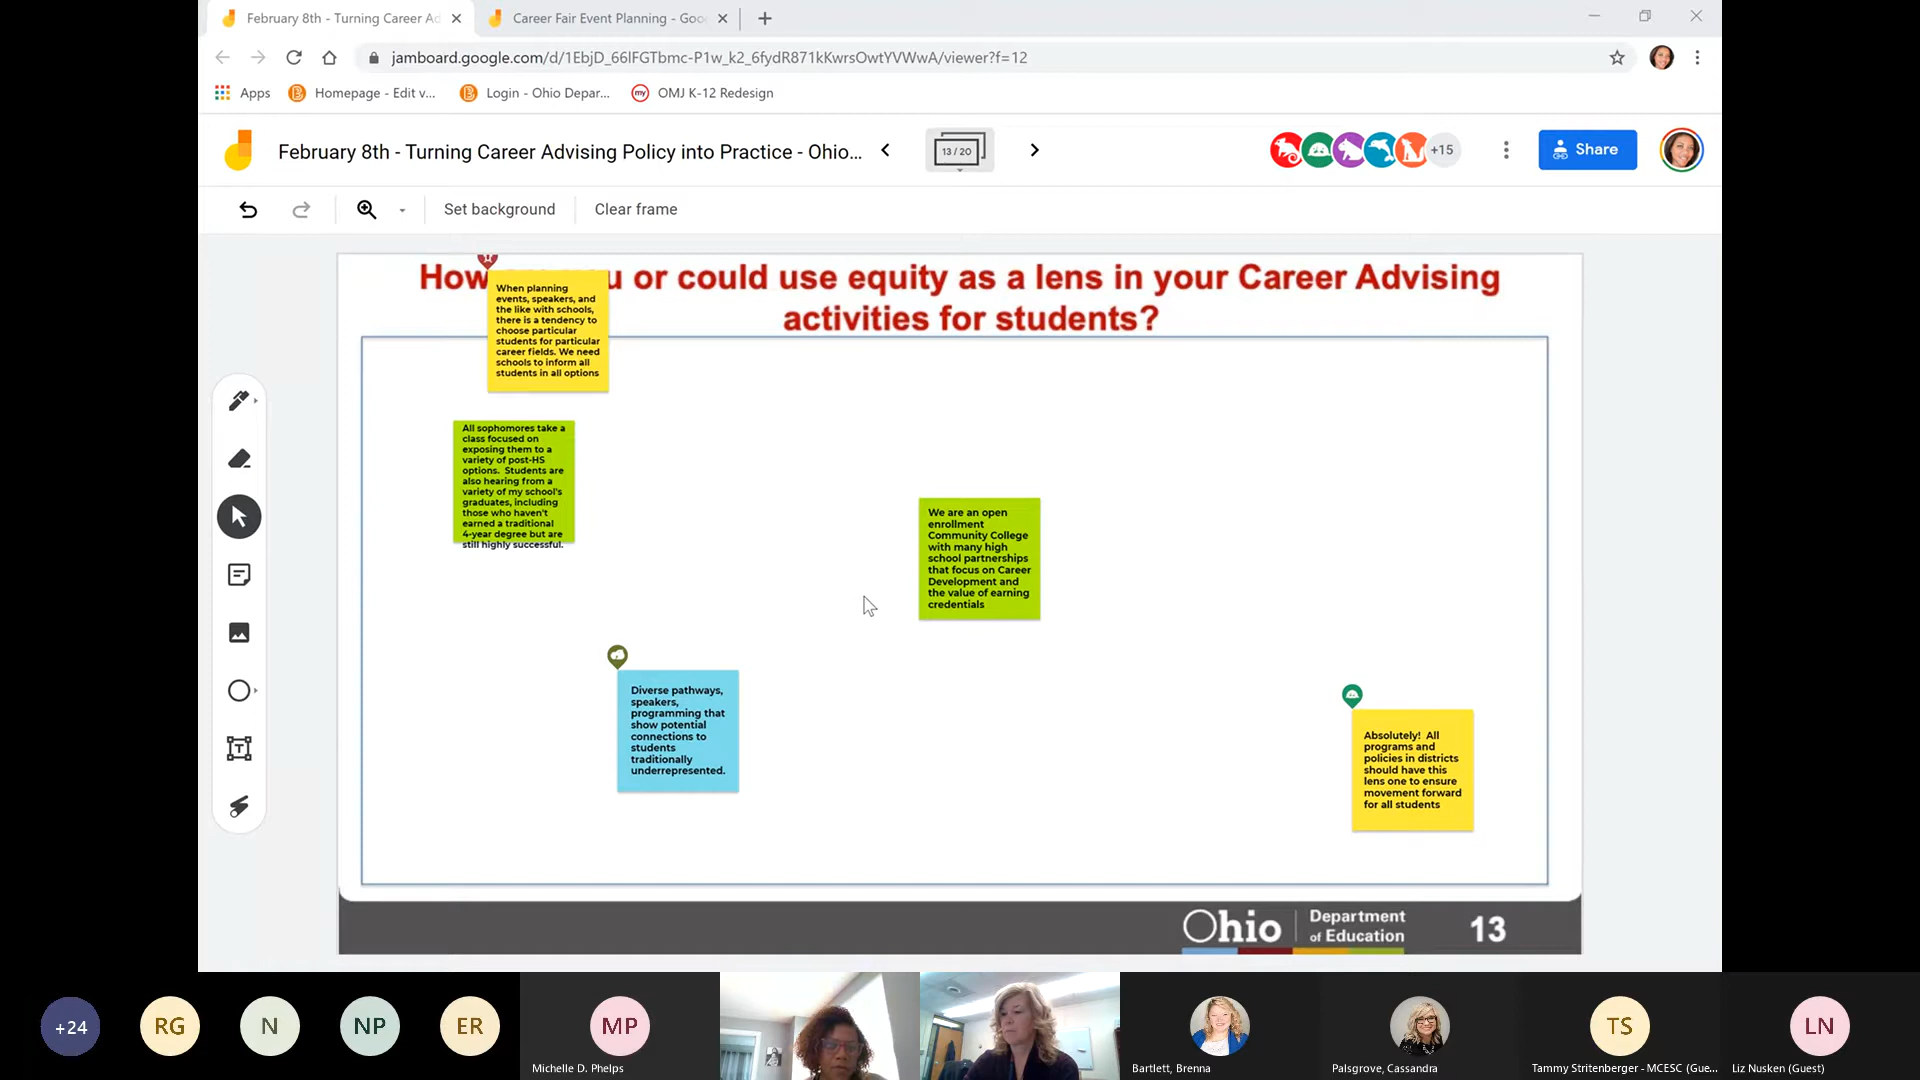 February 8th - Turning Career Ad
Career Fair Event Planning - Goo
jamboard.google.com/d/1EbjD_66lFGTbmc-P1w_k2_6fydR871kKwrsOwtYVWwA/viewer?f=12
Apps
Homepage - Edit v...
Login - Ohio Depar...
my
OMJ K-12 Redesign
February 8th - Turning Career Advising Policy into Practice - Ohio...
13 / 20
+15
Share
Set background
Clear frame
How u or could use equity as a lens in your Career Advising
activities for students?
When planning
events, speakers, and
the like with schools,
there is a tendency to
choose particular
students for particular
career fields. We need
schools to inform all
students in all options
All sophomores take a
class focused on
exposing them to a
variety of post-HS
options. Students are
also hearing from a
variety of my school's
graduates, including
those who haven't
earned a traditional
4-year degree but are
still highly successful.
We are an open
enrollment
Community College
with many high
school partnerships
that focus on Career
Development and
the value of earning
credentials
Diverse pathways,
speakers,
programming that
show potential
connections to
students
traditionally
underrepresented.
Absolutely! All
programs and
policies in districts
should have this
lens one to ensure
movement forward
for all students
Ohio
Department
of Education
13
+24
RG
N
NP
ER
MP
Michelle D. Phelps
Bartlett, Brenna
Palsgrove, Cassandra
TS
Tammy Stritenberger - MCESC (Gue...
LN
Liz Nusken (Guest)